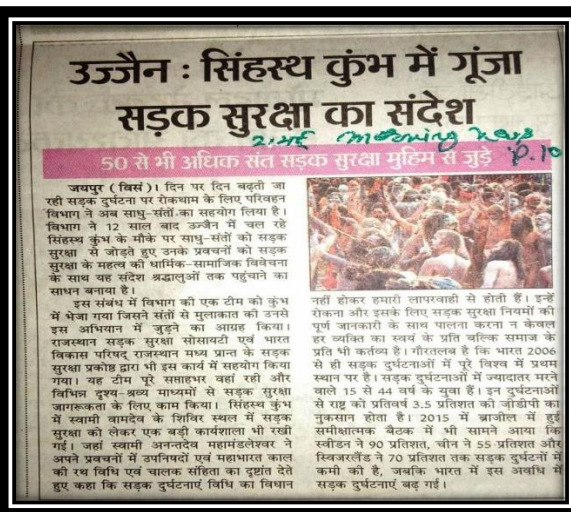 उज्जैन : सिंहस्थ कुंभ में गूंजा
सड़क सुरक्षा का संदेश
2, मई Morning News
p.10
50 से भी अधिक संत सड़क सुरक्षा मुहिम से जुड़े
जयपुर ( विसं )। दिन पर दिन बढ़ती जा
रही सड़क दुर्घटना पर रोकथाम के लिए परिवहन
विभाग ने अब साधु-संतों का सहयोग लिया है।
विभाग ने 12 साल बाद उज्जैन में चल रहे
सिंहस्थ कुंभ के मौके पर साधु-संतों को सड़क
सुरक्षा से जोड़ते हुए उनके प्रवचनों को सड़क
सुरक्षा के महत्व की धार्मिक-सामाजिक विवेचना
के साथ यह संदेश श्रद्धालुओं तक पहुंचाने का
साधन बनाया है।
इस संबंध में विभाग की एक टीम को कुंभ
में भेजा गया जिसने संतों से मुलाकात की उनसे
इस अभियान में जुड़ने का आग्रह किया।
राजस्थान सड़क सुरक्षा सोसायटी एवं भारत
विकास परिषद् राजस्थान मध्य प्रान्त के सड़क
सुरक्षा प्रकोष्ठ द्वारा भी इस कार्य में सहयोग किया
गया। यह टीम पूरे सप्ताहभर वहां रही और
विभिन्न दृश्य-श्रव्य माध्यमों से सड़क सुरक्षा
जागरूकता के लिए काम किया। सिंहस्थ कुंभ
में स्वामी वामदेव के शिविर स्थल में सड़क
सुरक्षा को लेकर एक बड़ी कार्यशाला भी रखी
गई। जहां स्वामी अनन्तदेव महामंडलेश्वर ने
अपने प्रवचनों में उपनिषदों एवं महाभारत काल
की रथ विधि एवं चालक संहिता का दृष्टांत देते
हुए कहा कि सड़क दुर्घटनाएं विधि का विधान
नहीं होकर हमारी लापरवाही से होती हैं। इन्हें
रोकना और इसके लिए सड़क सुरक्षा नियमों की
पूर्ण जानकारी के साथ पालना करना न केवल
हर व्यक्ति का स्वयं के प्रति बल्कि समाज के
प्रति भी कर्तव्य है। गौरतलब है कि भारत 2006
से ही सड़क दुर्घटनाओं में पूरे विश्व में प्रथम
स्थान पर है। सड़क दुर्घटनाओं में ज्यादातर मरने
वाले 15 से 44 वर्ष के युवा हैं। इन दुर्घटनाओं
से राष्ट्र को प्रतिवर्ष 3.5 प्रतिशत को जीडीपी का
नुकसान होता है। 2015 में ब्राजील में हुई
समीक्षात्मक बैठक में भी सामने आया कि
स्वीडन ने 90 प्रतिशत, चीन ने 55 प्रतिशत और
स्विजरलैंड ने 70 प्रतिशत तक सड़क दुर्घटनों में
कमी की है, जबकि भारत में इस अवधि में
सड़क दुर्घटनाएं बढ़ गई।